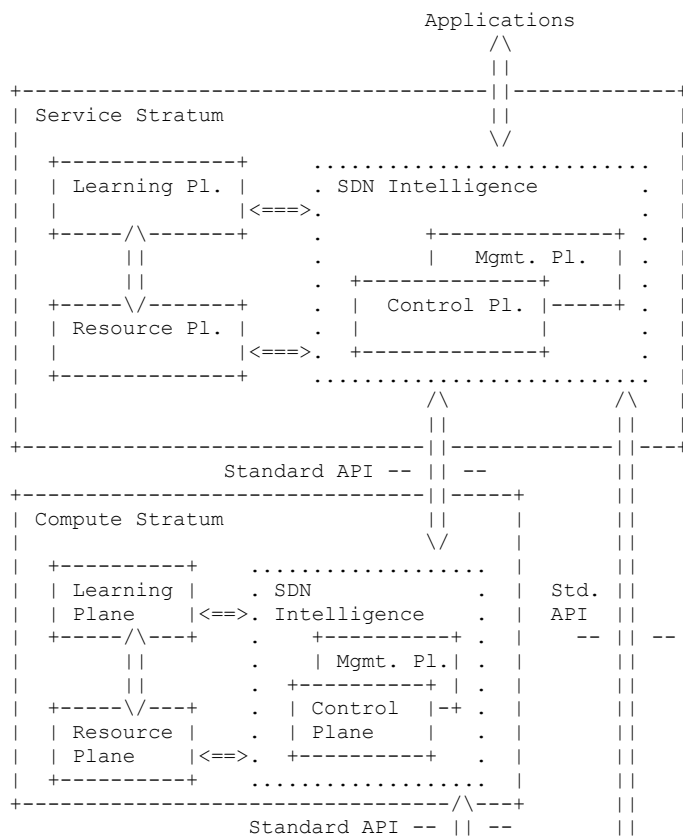 Applications
Service Stratum
Learning Pl.
SDN Intelligence
Mgmt. Pl.
Control Pl.
Resource Pl.
Standard API -- -- 
Compute Stratum
Learning
Plane
SDN
Intelligence
Std.
API
-- --
Mgmt. Pl.
Control
Plane
Resource
Plane
Standard API -- --